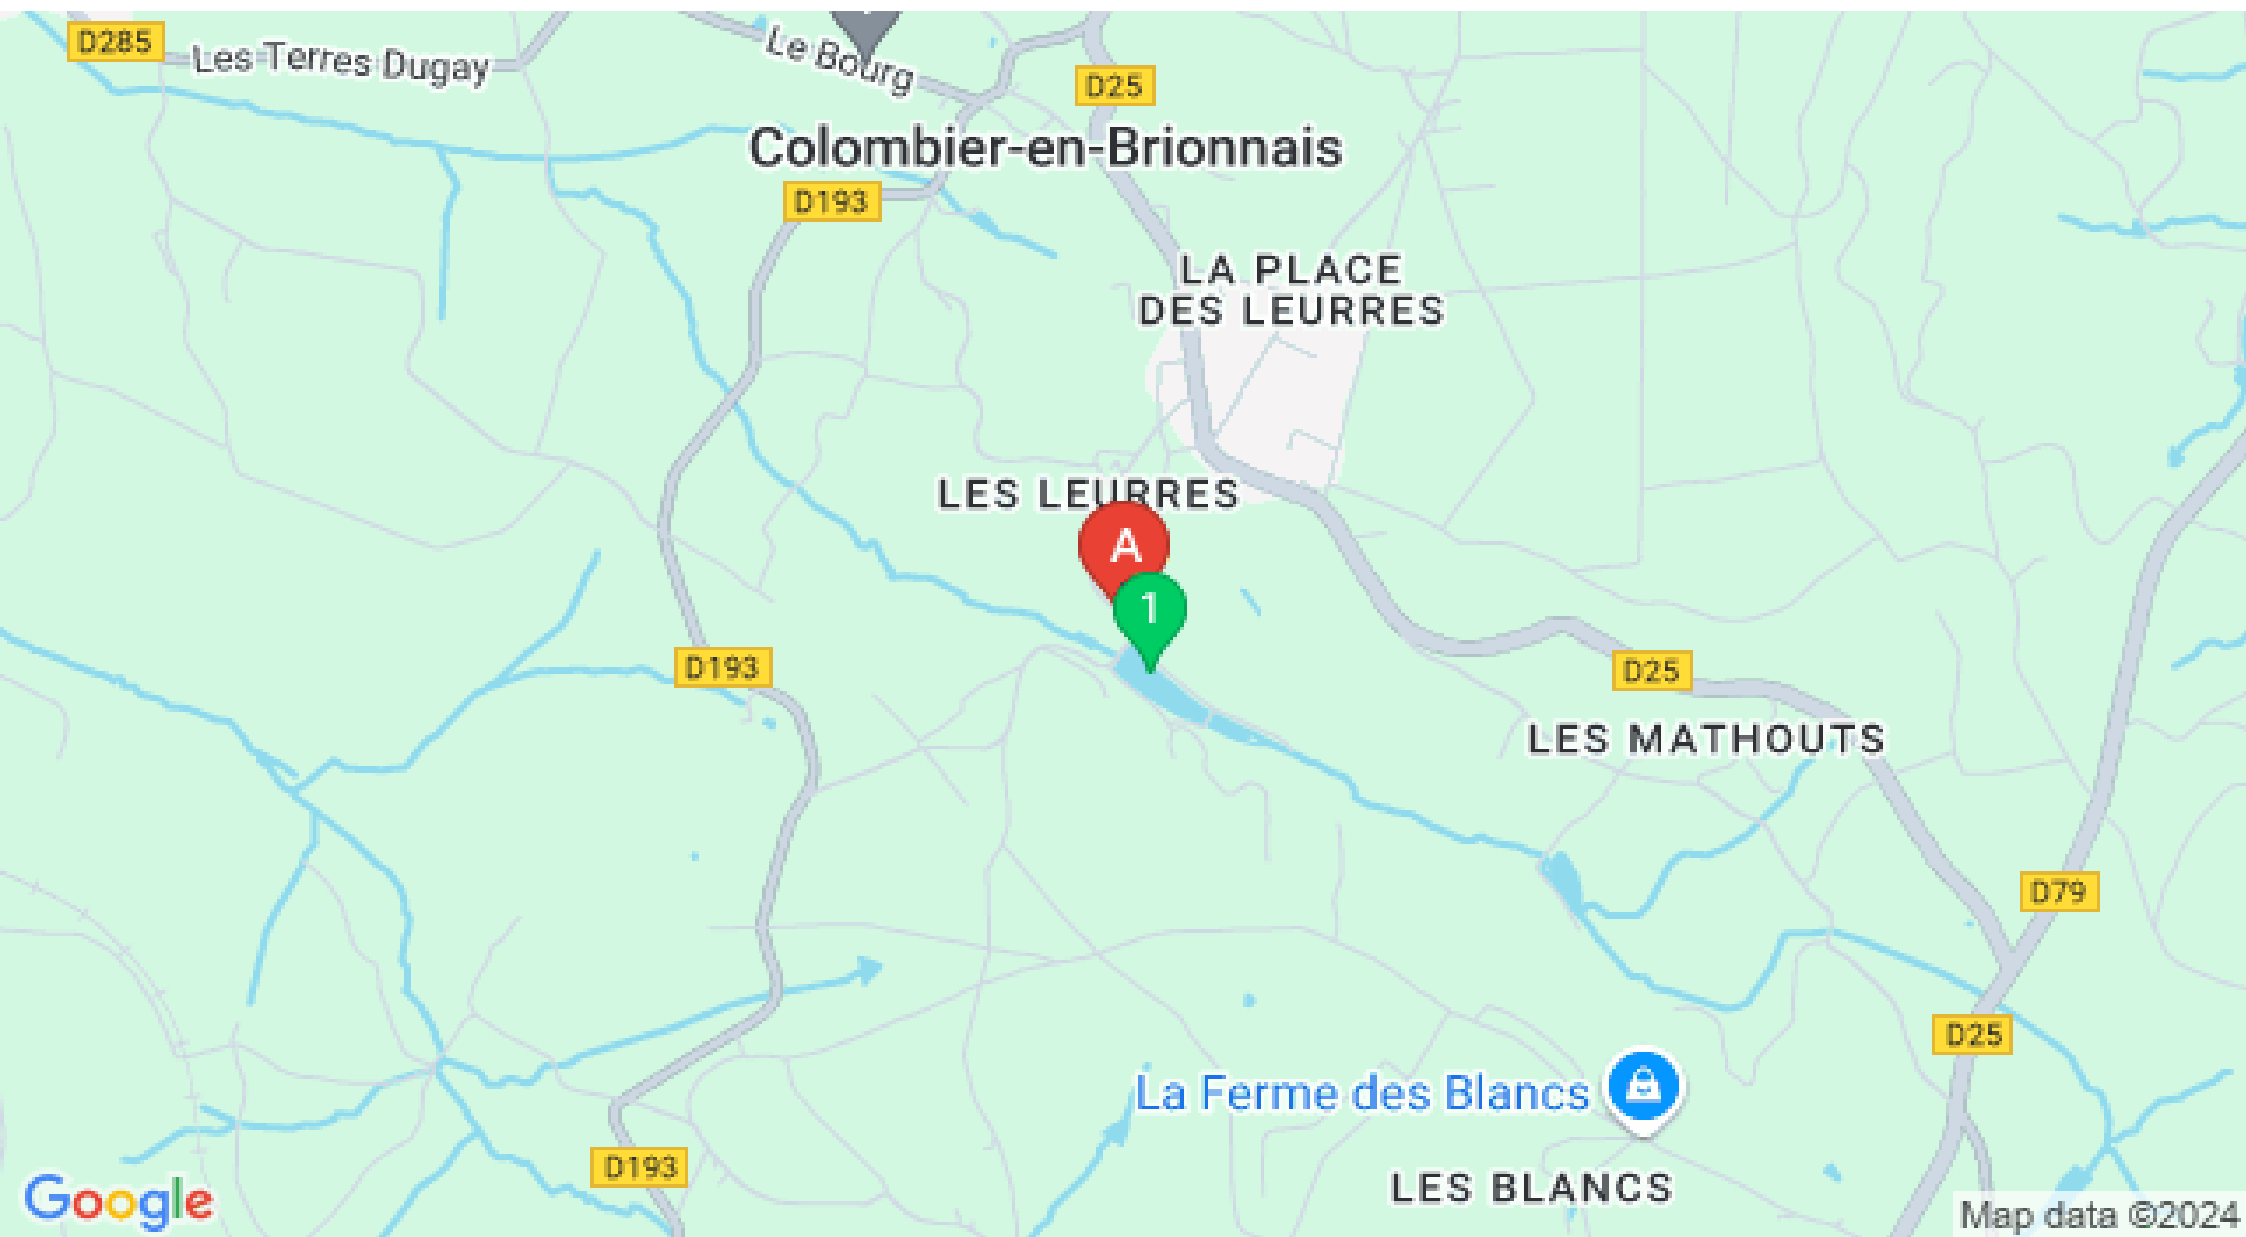 D285
Les Terres Dugay
Le Bourg
D25
Colombier-en-Brionnais
D193
LA PLACE
DES LEURRES
LES LEURRES
A
1
D193
D25
LES MATHOUTS
D79
D25
La Ferme des Blancs
D193
LES BLANCS
Google
Map data ©2024